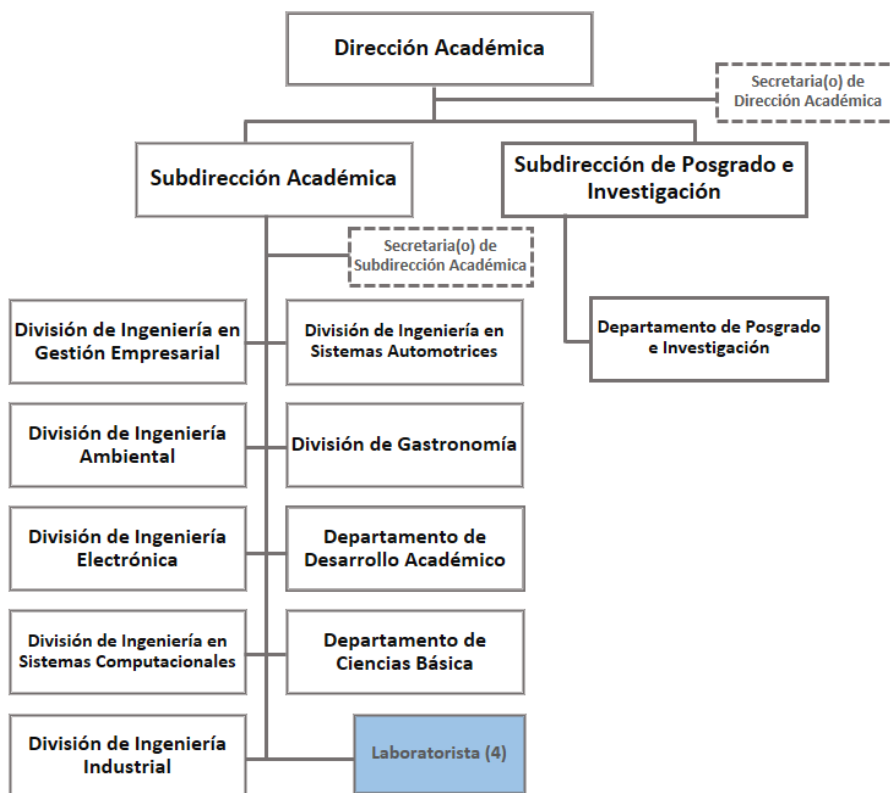 Dirección Académica
Secretaria(o) de
Dirección Académica
Subdirección Académica
Subdirección de Posgrado e
Investigación
Secretaria(o) de
Subdirección Académica
División de Ingeniería en
Gestión Empresarial
División de Ingeniería en
Sistemas Automotrices
Departamento de Posgrado
e Investigación
División de Ingeniería
Ambiental
División de Gastronomía
División de Ingeniería
Electrónica
Departamento de
Desarrollo Académico
División de Ingeniería en
Sistemas Computacionales
Departamento de
Ciencias Básica
División de Ingeniería
Industrial
Laboratorista (4)